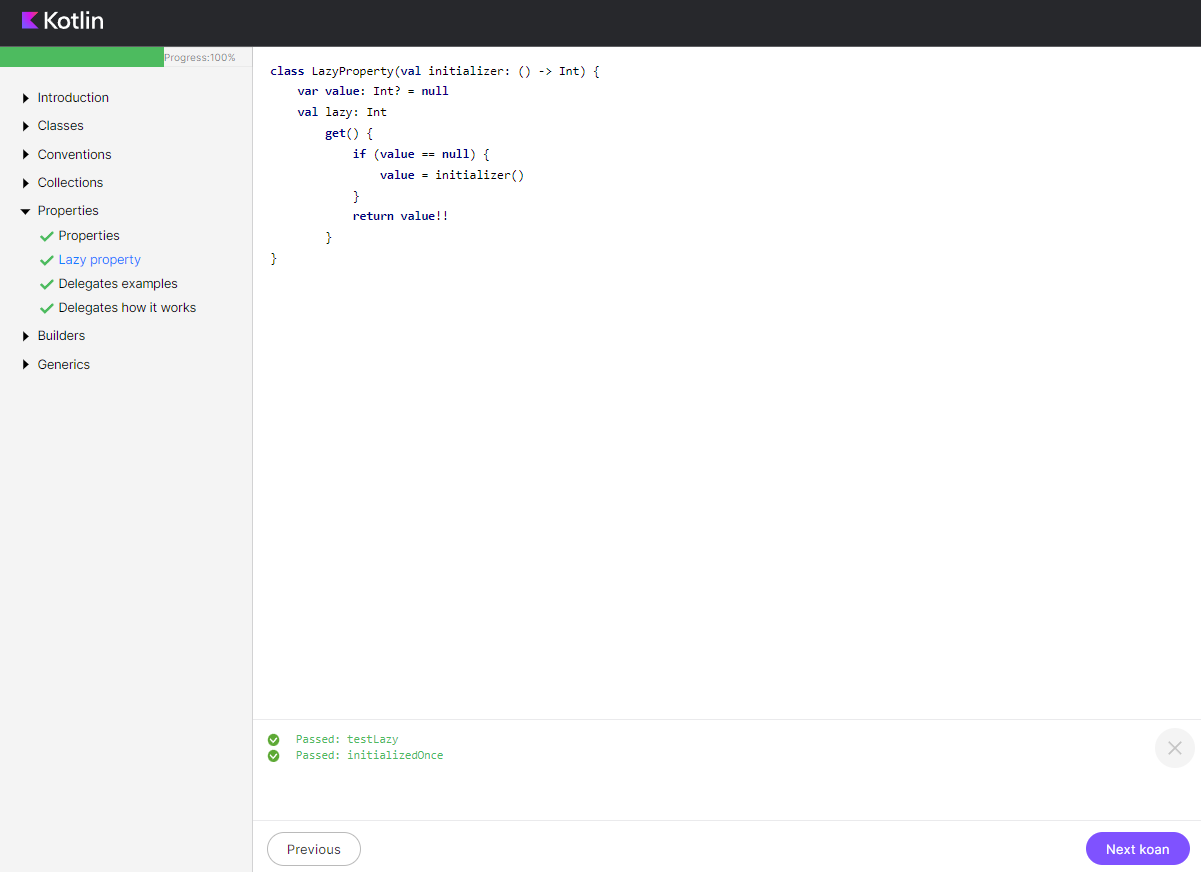 Kotlin
Progress:100%
Introduction
Classes
Conventions
Collections
Properties
Properties
Lazy property
Delegates examples
Delegates how it works
Builders
Generics
class LazyProperty(val initializer: () -> Int) {
    var value: Int? = null
    val lazy: Int
        get() {
            if (value == null) {
                value = initializer()
            }
            return value!!
        }
}
Passed: testLazy
Passed: initializedOnce
Previous
Next koan